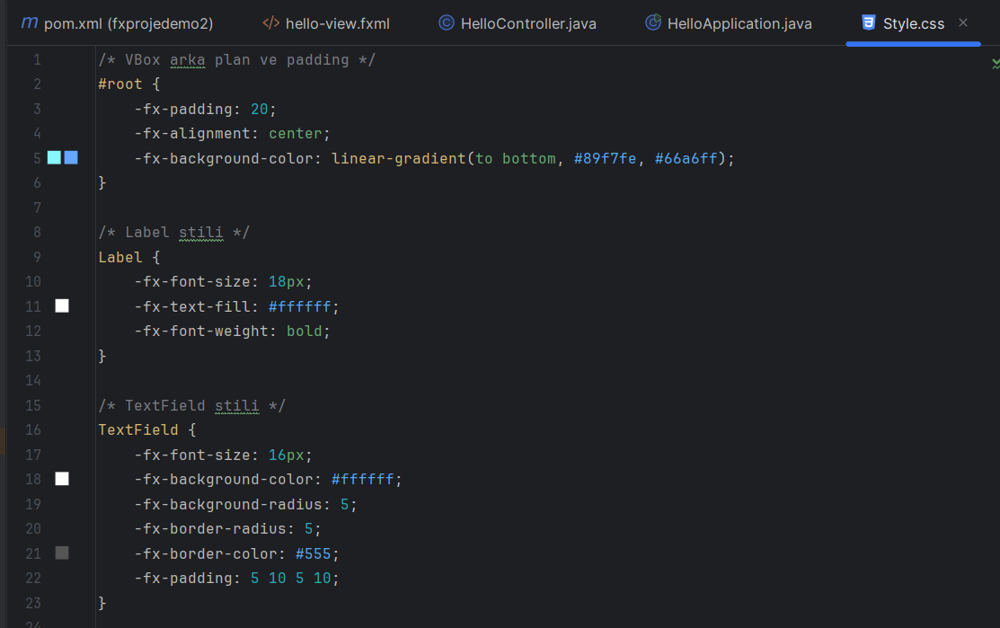 pom.xml (fxprojedemo2) hello-view.fxml HelloController.java HelloApplication.java Style.css
1 /* VBox arka plan ve padding */
2 #root {
3 -fx-padding: 20;
4 -fx-alignment: center;
5 -fx-background-color: linear-gradient(to bottom, #89f7fe, #66a6ff);
6 }
7
8 /* Label stili */
9 Label {
10 -fx-font-size: 18px;
11 -fx-text-fill: #ffffff;
12 -fx-font-weight: bold;
13 }
14
15 /* TextField stili */
16 TextField {
17 -fx-font-size: 16px;
18 -fx-background-color: #ffffff;
19 -fx-background-radius: 5;
20 -fx-border-radius: 5;
21 -fx-border-color: #555;
22 -fx-padding: 5 10 5 10;
23 }
24